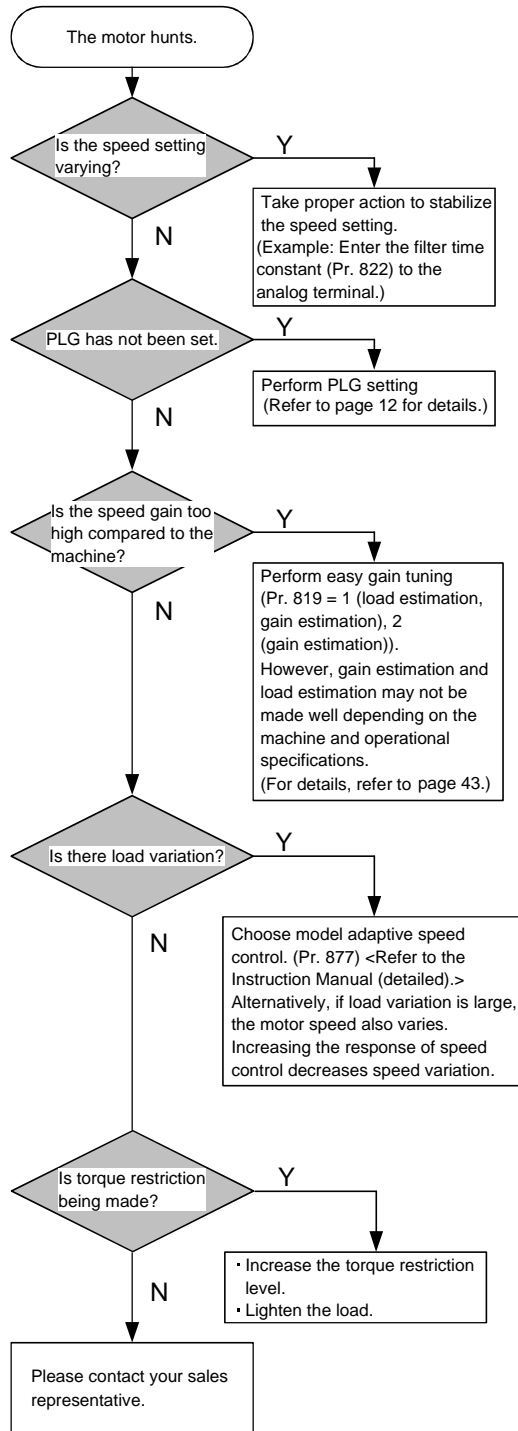 The motor hunts.
Is the speed setting
varying?
Y
Take proper action to stabilize
the speed setting.
(Example: Enter the filter time
constant (Pr. 822) to the
analog terminal.)
N
PLG has not been set.
Y
Perform PLG setting
(Refer to page 12 for details.)
N
Is the speed gain too
high compared to the
machine?
Y
Perform easy gain tuning
(Pr. 819 = 1 (load estimation,
gain estimation), 2
(gain estimation)).
However, gain estimation and
load estimation may not be
made well depending on the
machine and operational
specifications.
(For details, refer to page 43.)
N
Is there load variation?
Y
Choose model adaptive speed
control. (Pr. 877) <Refer to the
Instruction Manual (detailed).>
Alternatively, if load variation is large,
the motor speed also varies.
Increasing the response of speed
control decreases speed variation.
N
Is torque restriction
being made?
Y
· Increase the torque restriction
level.
· Lighten the load.
N
Please contact your sales
representative.